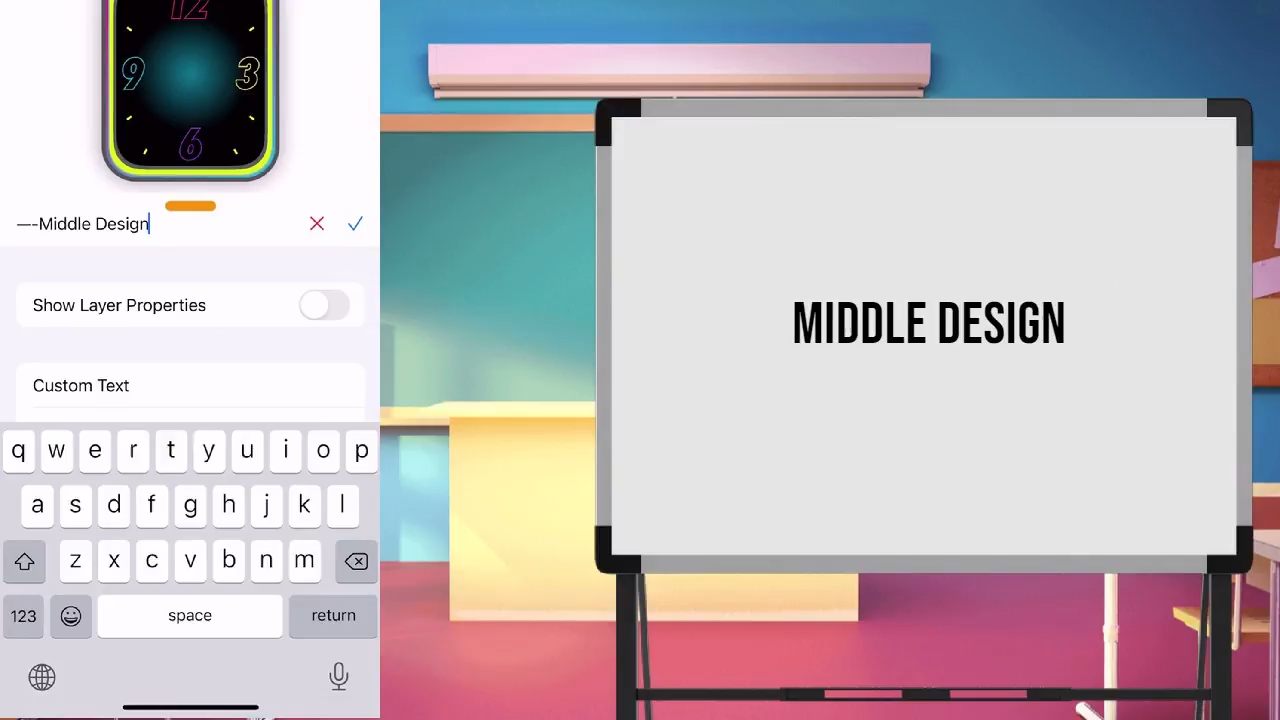 12
9
3
6
—-Middle Design
Show Layer Properties
Custom Text
q w e r t y u i o p
a s d f g h j k l
z x c v b n m
123 space return
MIDDLE DESIGN